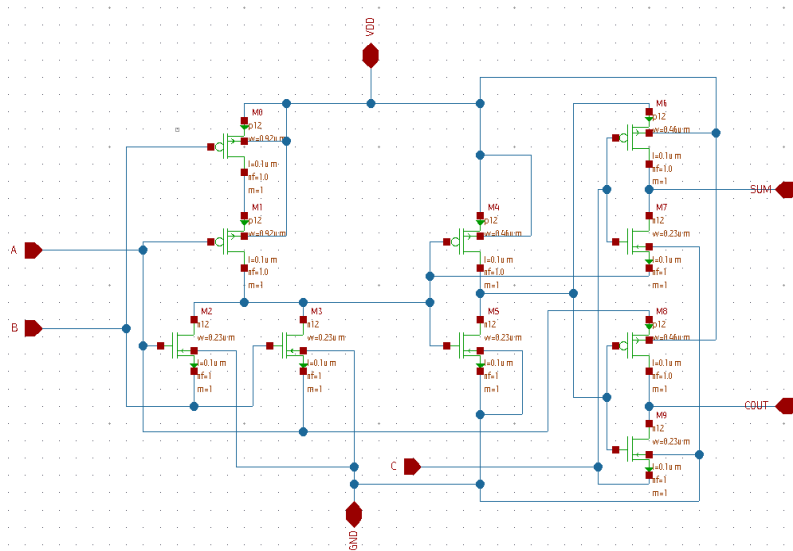 VDD
M0
p12
w=0.92u m
l=0.1u m
nf=1.0
m=1
M1
p12
w=0.92u m
l=0.1u m
nf=1.0
m=1
M2
n12
w=0.23u m
l=0.1u m
nf=1
m=1
M3
n12
w=0.23u m
l=0.1u m
nf=1
m=1
M4
p12
w=0.46u m
l=0.1u m
nf=1.0
m=1
M5
n12
w=0.23u m
l=0.1u m
nf=1
m=1
M6
p12
w=0.46u m
l=0.1u m
nf=1.0
m=1
SUM
M7
n12
w=0.23u m
l=0.1u m
nf=1
m=1
M8
p12
w=0.46u m
l=0.1u m
nf=1.0
m=1
COUT
M9
n12
w=0.23u m
l=0.1u m
nf=1
m=1
A
B
C
GND